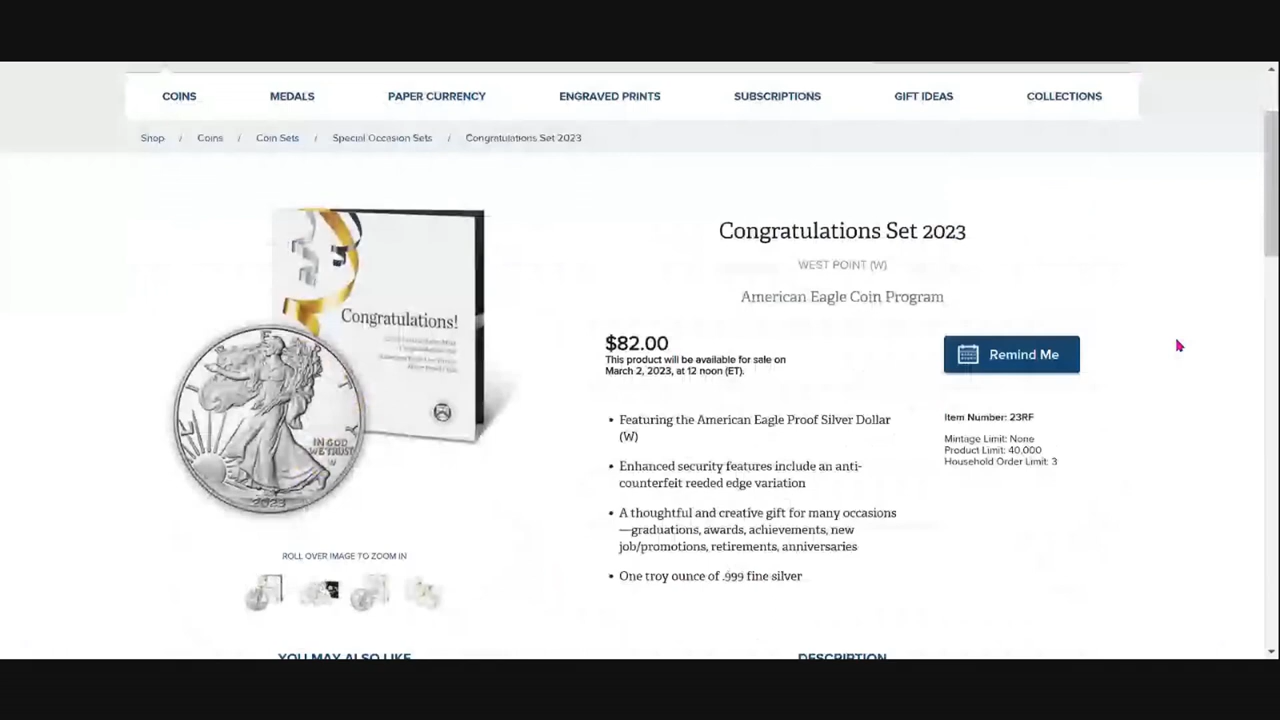 COINS MEDALS PAPER CURRENCY ENGRAVED PRINTS SUBSCRIPTIONS GIFT IDEAS COLLECTIONS
Shop / Coins / Coin Sets / Special Occasion Sets / Congratulations Set 2023
Congratulations!
IN GOD
WE TRUST
W
2023
ROLL OVER IMAGE TO ZOOM IN
YOU MAY ALSO LIKE
Congratulations Set 2023
WEST POINT (W)
American Eagle Coin Program
$82.00
This product will be available for sale on
March 2, 2023, at 12 noon (ET).
Remind Me
• Featuring the American Eagle Proof Silver Dollar
(W)
• Enhanced security features include an anti-
counterfeit reeded edge variation
• A thoughtful and creative gift for many occasions
—graduations, awards, achievements, new
job/promotions, retirements, anniversaries
• One troy ounce of .999 fine silver
Item Number: 23RF
Mintage Limit: None
Product Limit: 40,000
Household Order Limit: 3
DESCRIPTION